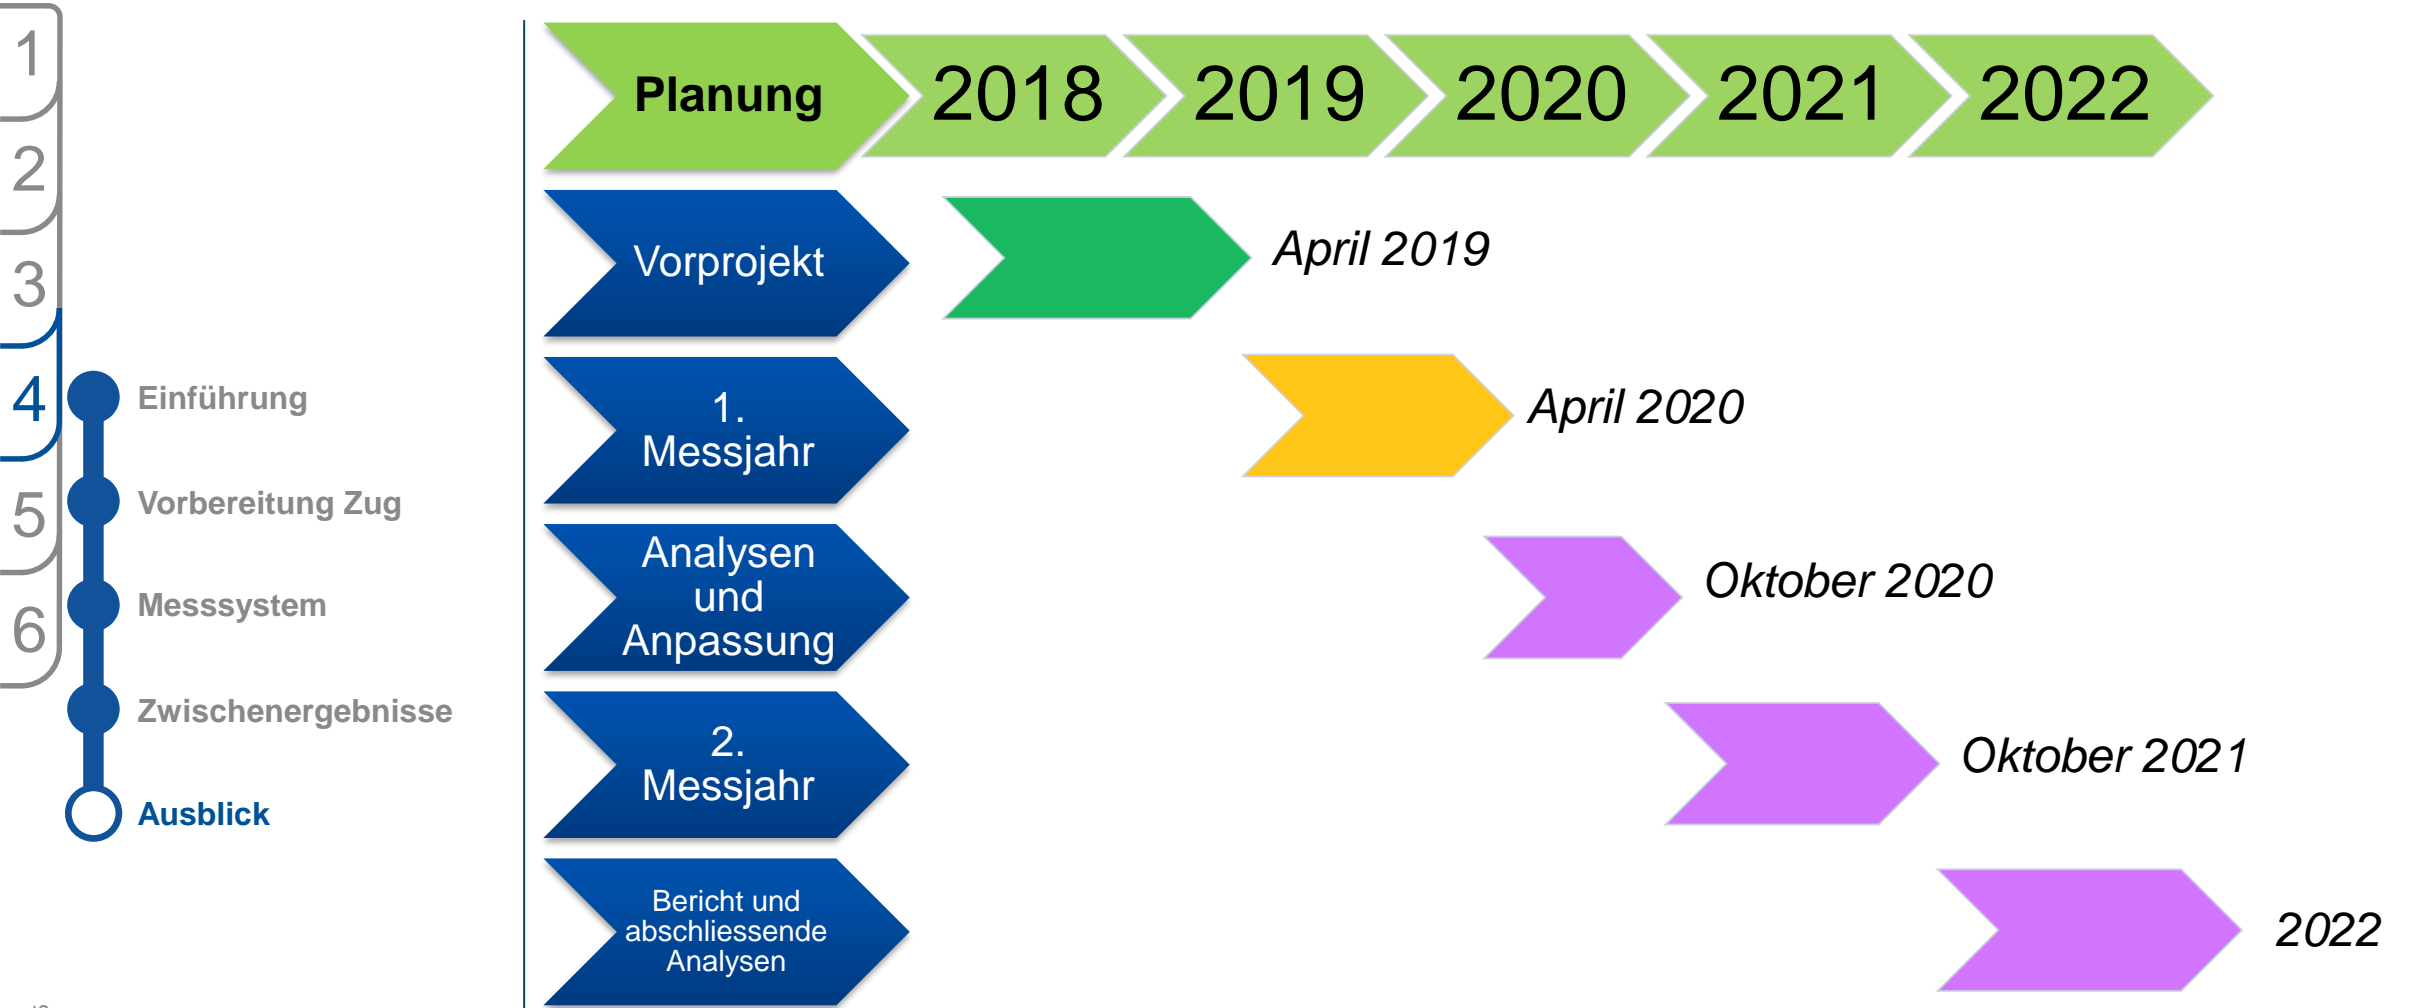 1
2
3
4
5
6
Einführung
Vorbereitung Zug
Messsystem
Zwischenergebnisse
Ausblick
Planung
2018
2019
2020
2021
2022
Vorprojekt
April 2019
1.
Messjahr
April 2020
Analysen
und
Anpassung
Oktober 2020
2.
Messjahr
Oktober 2021
Bericht und
abschliessende
Analysen
2022